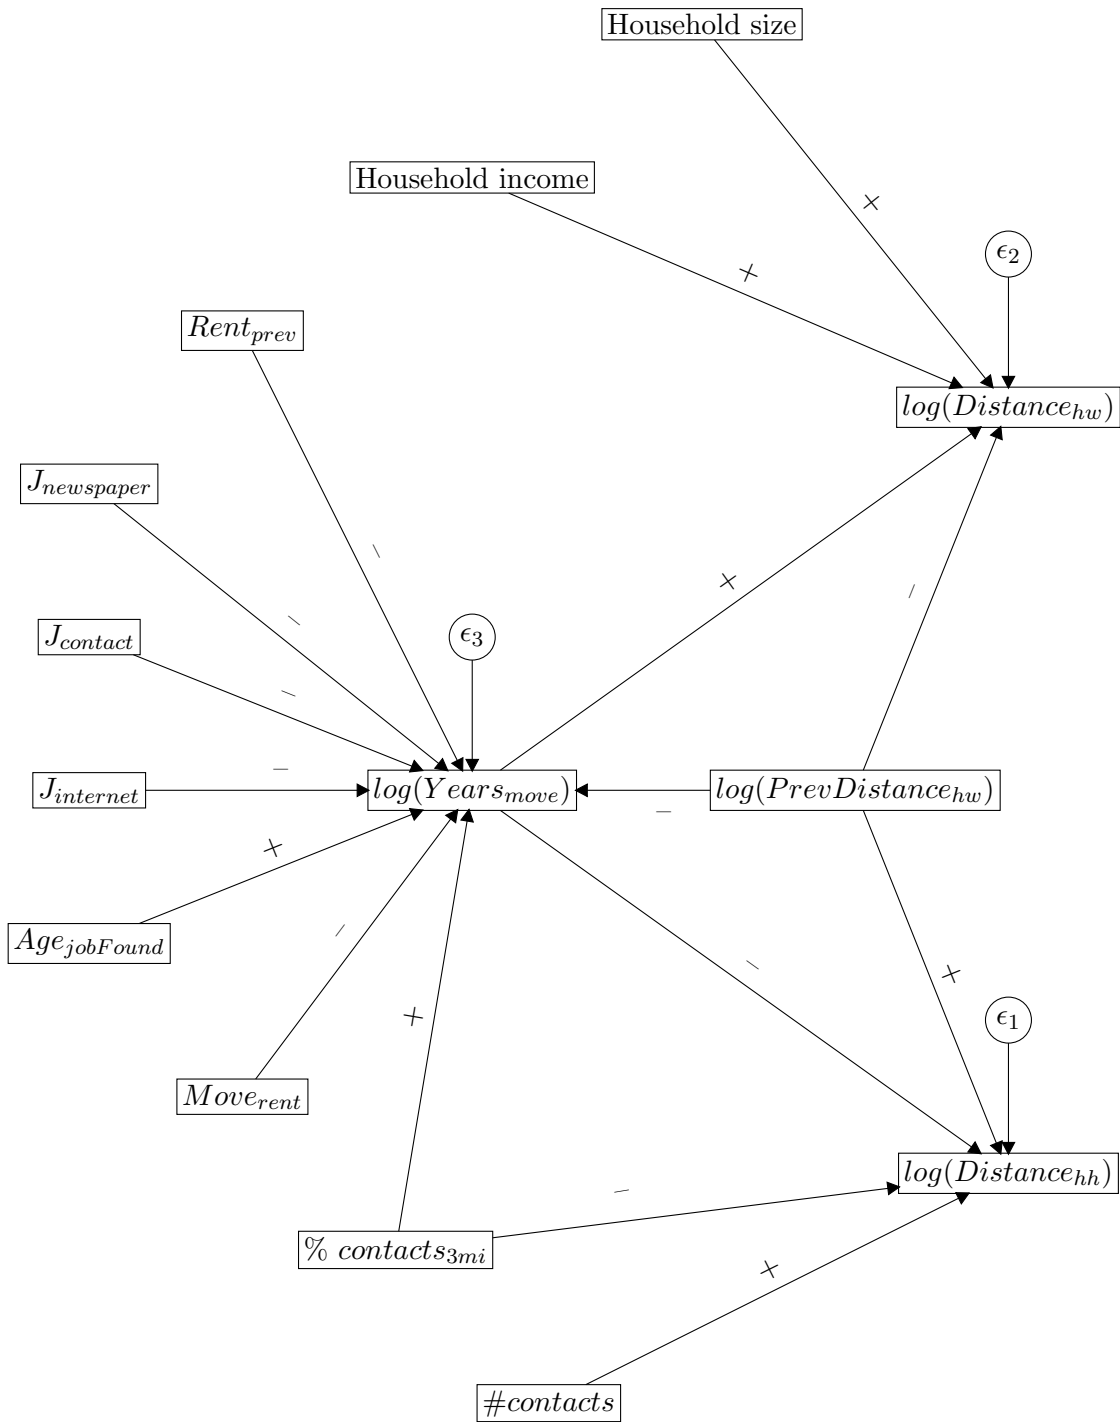 Household size
+
Household income
+
ϵ₂
Rent_prev
log(Distance_hw)
J_newspaper
−
+
−
−
J_contact
ϵ₃
−
−
J_internet
log(Years_move)
log(PrevDistance_hw)
−
+
Age_jobFound
−
−
+
+
ϵ₁
Move_rent
log(Distance_hh)
−
% contacts_3mi
+
#contacts